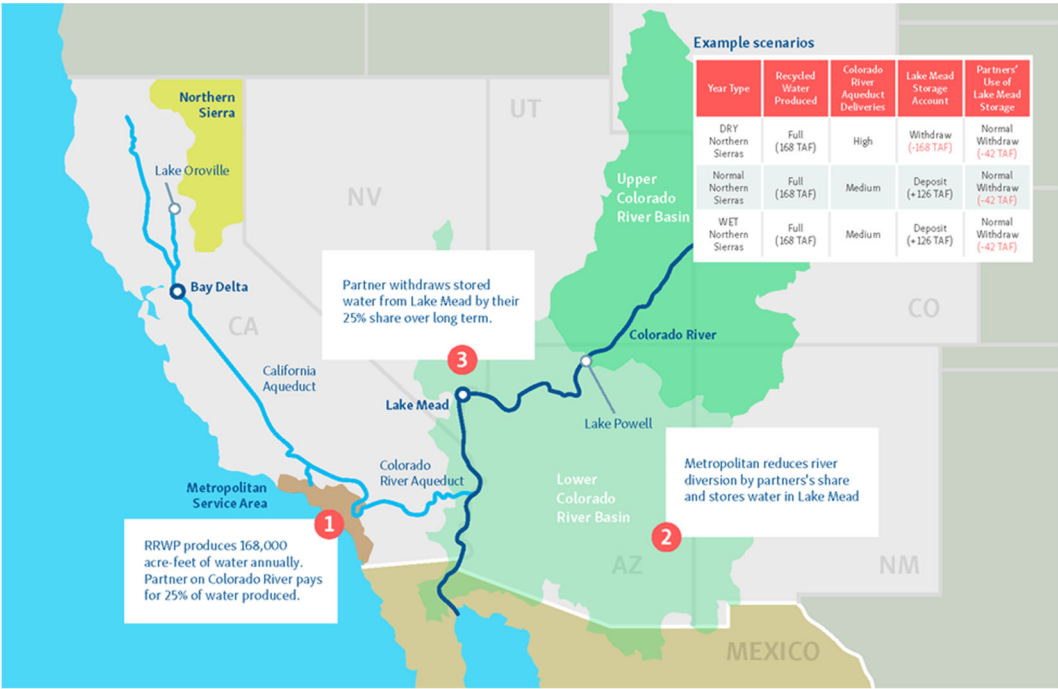 Example scenarios
Year Type
Recycled
Water
Produced
Colorado
River
Aqueduct
Deliveries
Lake Mead
Storage
Account
Partners'
Use of
Lake Mead
Storage
DRY
Northern
Sierras
Full
(168 TAF)
High
Withdraw
(-168 TAF)
Normal
Withdraw
(-42 TAF)
Normal
Northern
Sierras
Full
(168 TAF)
Medium
Deposit
(+126 TAF)
Normal
Withdraw
(-42 TAF)
WET
Northern
Sierras
Full
(168 TAF)
Medium
Deposit
(+126 TAF)
Normal
Withdraw
(-42 TAF)
Northern
Sierra
UT
Lake Oroville
NV
Upper
Colorado
River Basin
Bay Delta
CA
Partner withdraws stored
water from Lake Mead by their
25% share over long term.
CO
Colorado River
3
California
Aqueduct
Lake Mead
Lake Powell
Colorado
River Aqueduct
Metropolitan
Service Area
Lower
Colorado
River Basin
Metropolitan reduces river
diversion by partners's share
and stores water in Lake Mead
1
2
RRWP produces 168,000
acre-feet of water annually.
Partner on Colorado River pays
for 25% of water produced.
AZ
NM
MEXICO